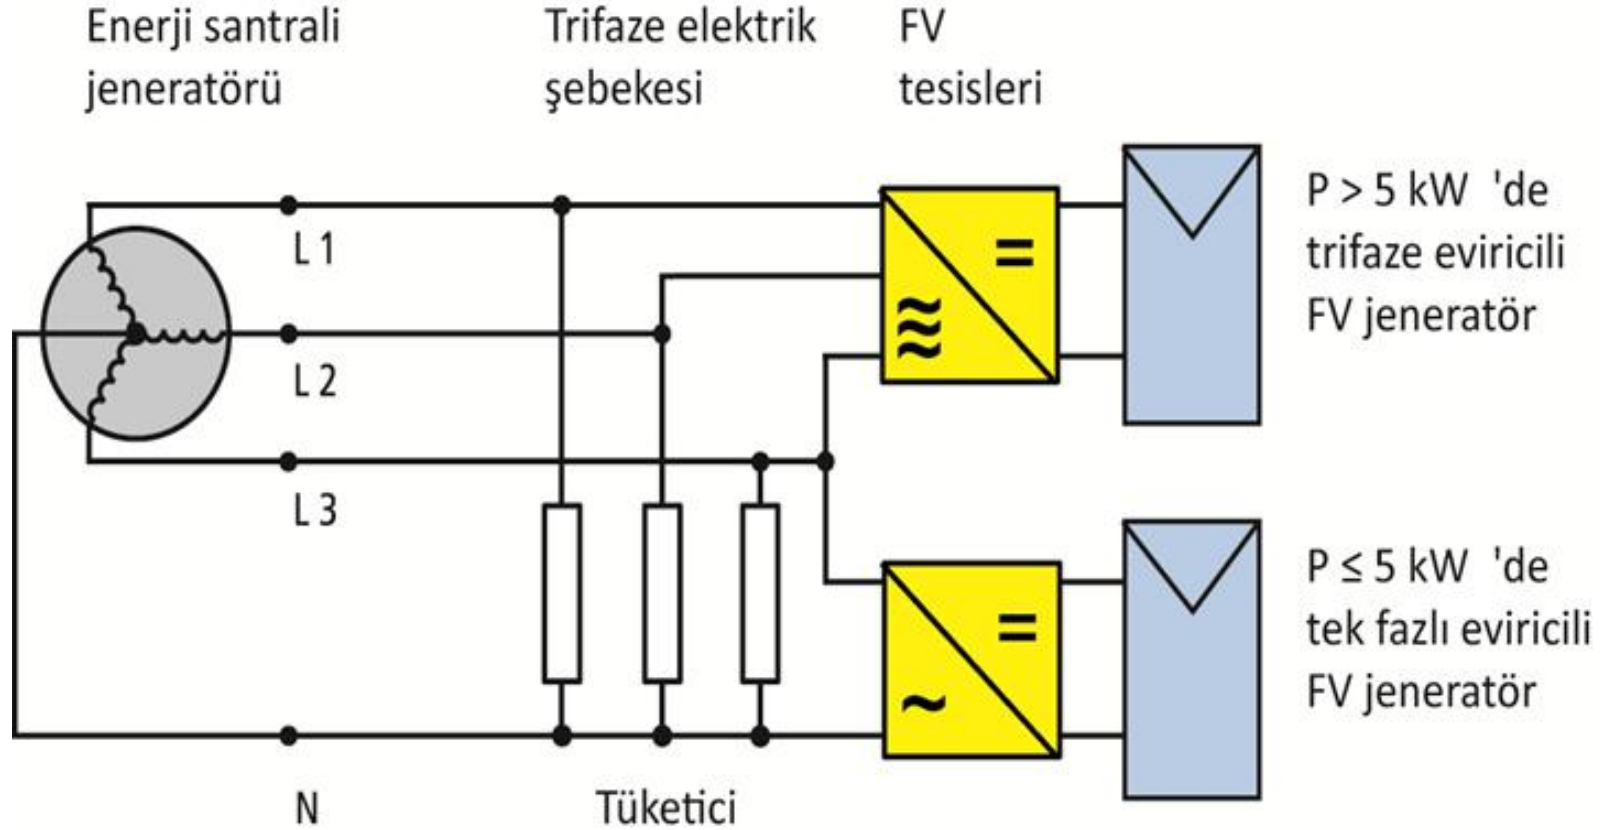 Enerji santrali
jeneratörü
Trifaze elektrik
şebekesi
FV
tesisleri
L 1
L 2
L 3
N
Tüketici
=
≈
P > 5 kW 'de
trifaze eviricili
FV jeneratör
=
~
P ≤ 5 kW 'de
tek fazlı eviricili
FV jeneratör